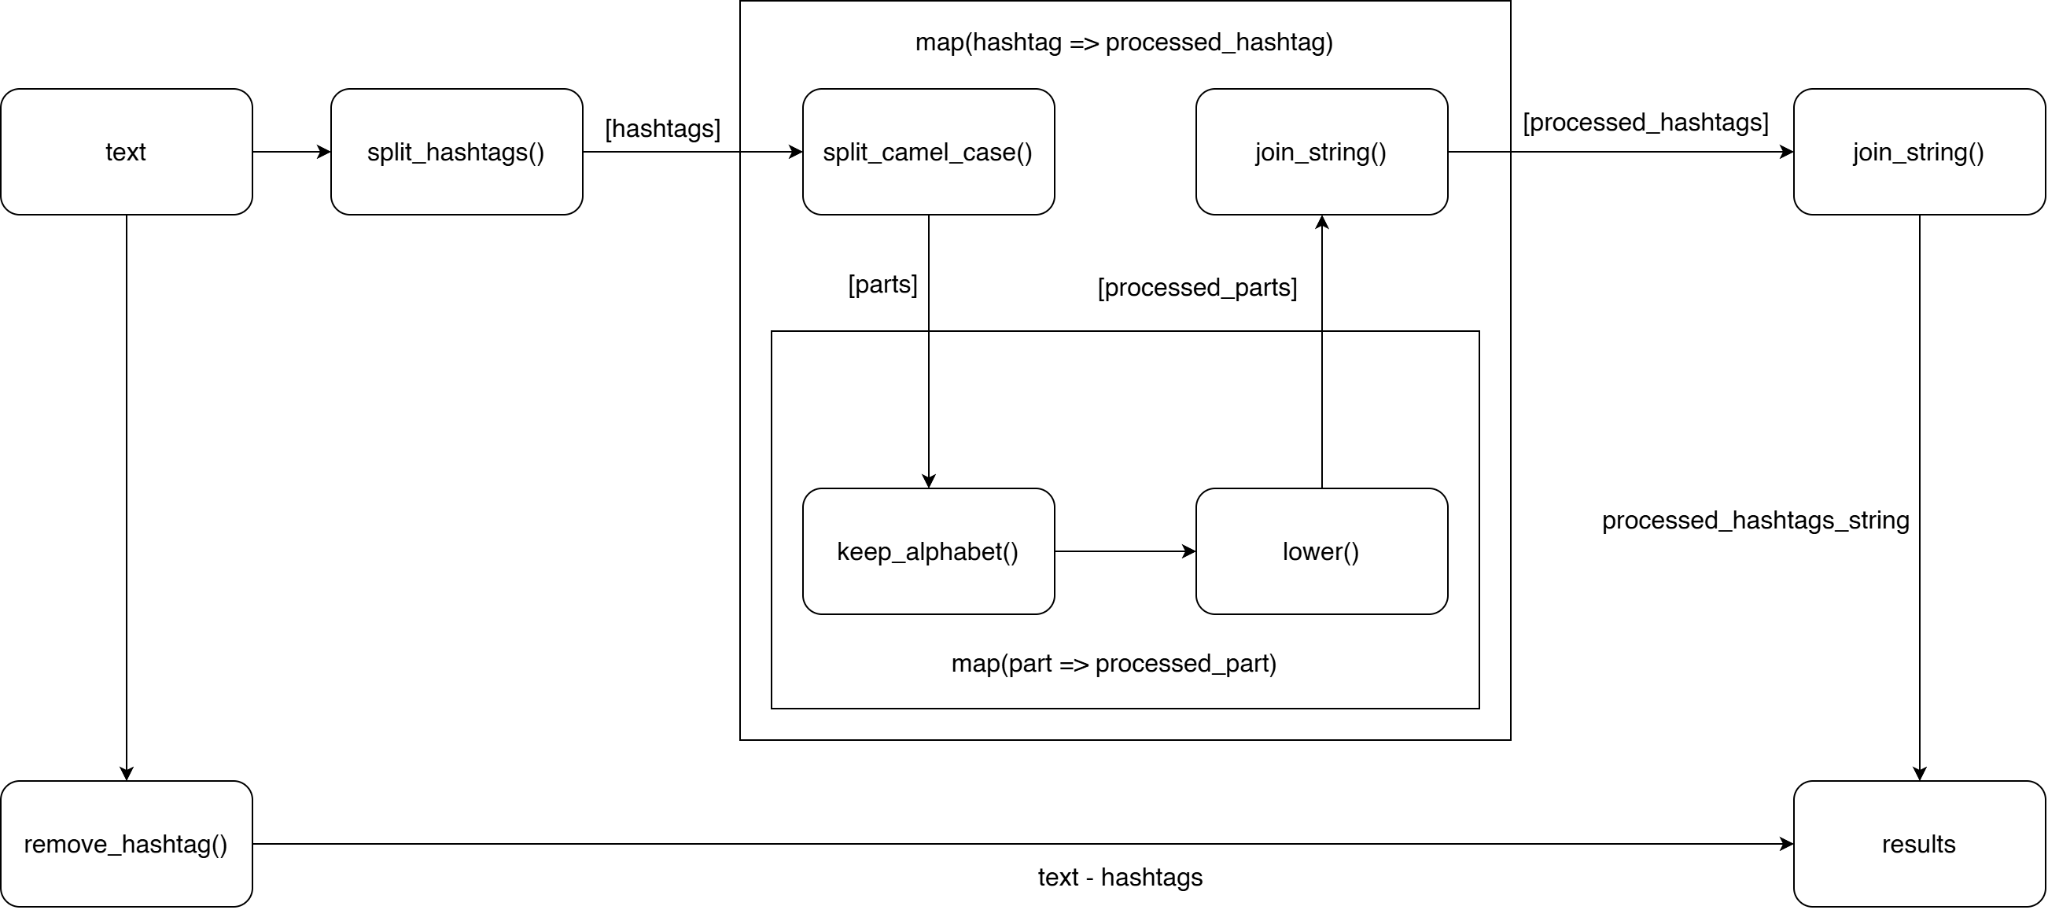 map(hashtag => processed_hashtag)
text
split_hashtags()
[hashtags]
split_camel_case()
join_string()
[processed_hashtags]
join_string()
[parts]
[processed_parts]
keep_alphabet()
lower()
processed_hashtags_string
map(part => processed_part)
remove_hashtag()
text - hashtags
results